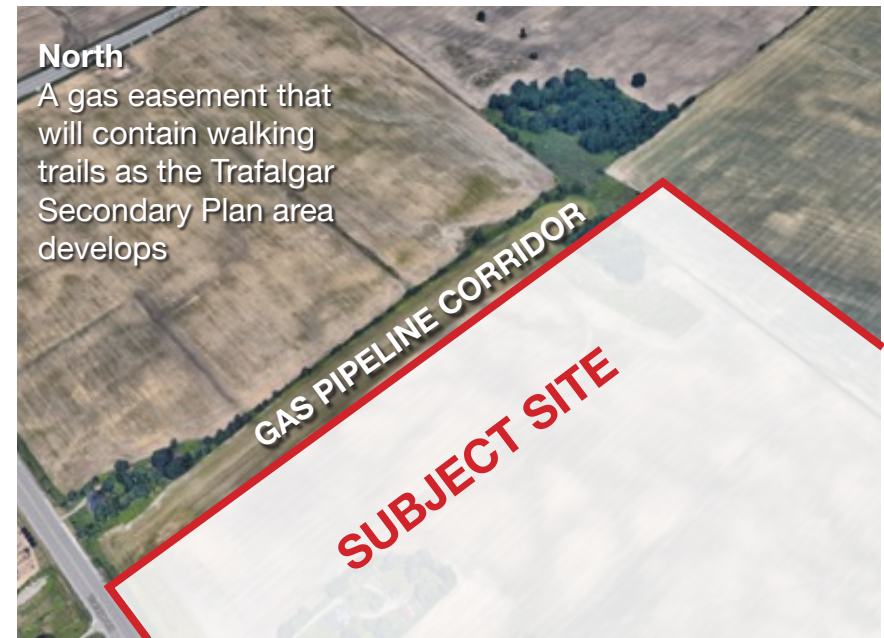 North
A gas easement that
will contain walking
trails as the Trafalgar
Secondary Plan area
develops
GAS PIPELINE CORRIDOR
SUBJECT SITE